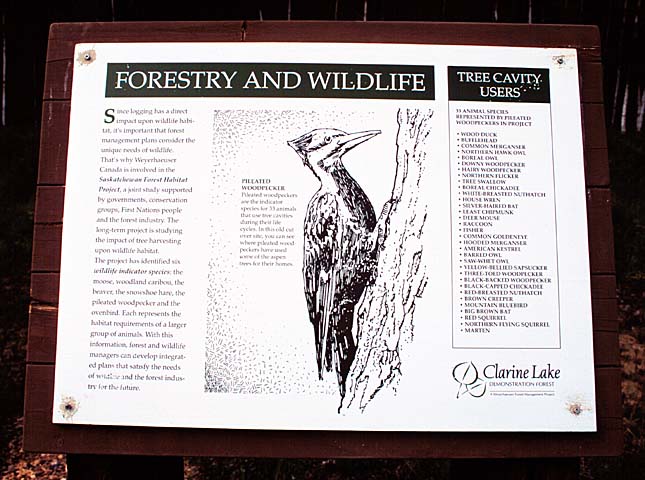 FORESTRY AND WILDLIFE
Since logging has a direct
impact upon wildlife habi-
tat, it's important that forest
management plans consider the
unique needs of wildlife.
That's why Weyerhaeuser
Canada is involved in the
Saskatchewan Forest Habitat
Project, a joint study supported
by governments, conservation
groups, First Nations people
and the forest industry. The
long-term project is studying
the impact of tree harvesting
upon wildlife habitat.
The project has identified six
wildlife indicator species: the
moose, woodland caribou, the
beaver, the snowshoe hare, the
pileated woodpecker and the
ovenbird. Each represents the
habitat requirements of a larger
group of animals. With this
information, forest and wildlife
managers can develop integrat-
ed plans that satisfy the needs
of wildlife and the forest indus-
try for the future.
PILEATED
WOODPECKER
Pileated woodpeckers
are the indicator
species for 33 animals
that use tree cavities
during their life
cycles. In this old cut
over site, you can see
where pileated wood
peckers have used
some of the aspen
trees for their homes.
TREE CAVITY
USERS
33 ANIMAL SPECIES
REPRESENTED BY PILEATED
WOODPECKERS IN PROJECT
• WOOD DUCK
• BUFFLEHEAD
• COMMON MERGANSER
• NORTHERN HAWK OWL
• BOREAL OWL
• DOWNY WOODPECKER
• HAIRY WOODPECKER
• NORTHERN FLICKER
• TREE SWALLOW
• BOREAL CHICKADEE
• WHITE-BREASTED NUTHATCH
• HOUSE WREN
• SILVER-HAIRED BAT
• LEAST CHIPMUNK
• DEER MOUSE
• RACCOON
• FISHER
• COMMON GOLDENEYE
• HOODED MERGANSER
• AMERICAN KESTREL
• BARRED OWL
• SAW-WHET OWL
• YELLOW-BELLIED SAPSUCKER
• THREE-TOED WOODPECKER
• BLACK-BACKED WOODPECKER
• BLACK-CAPPED CHICKADEE
• RED-BREASTED NUTHATCH
• BROWN CREEPER
• MOUNTAIN BLUEBIRD
• BIG BROWN BAT
• RED SQUIRREL
• NORTHERN FLYING SQUIRREL
• MARTEN
Clarine Lake
DEMONSTRATION FOREST
A Weyerhaeuser Forest Management Project